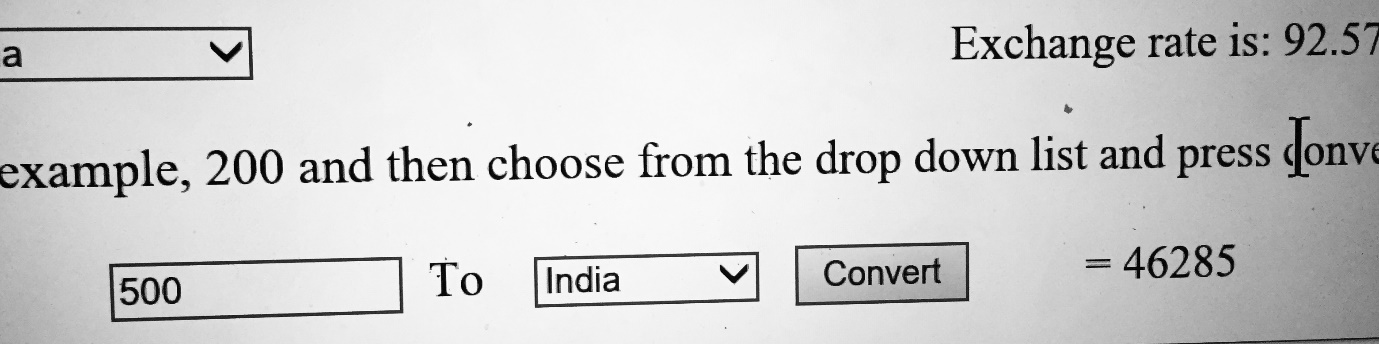 a
Exchange rate is: 92.57
example, 200 and then choose from the drop down list and press
500 To India Convert = 46285